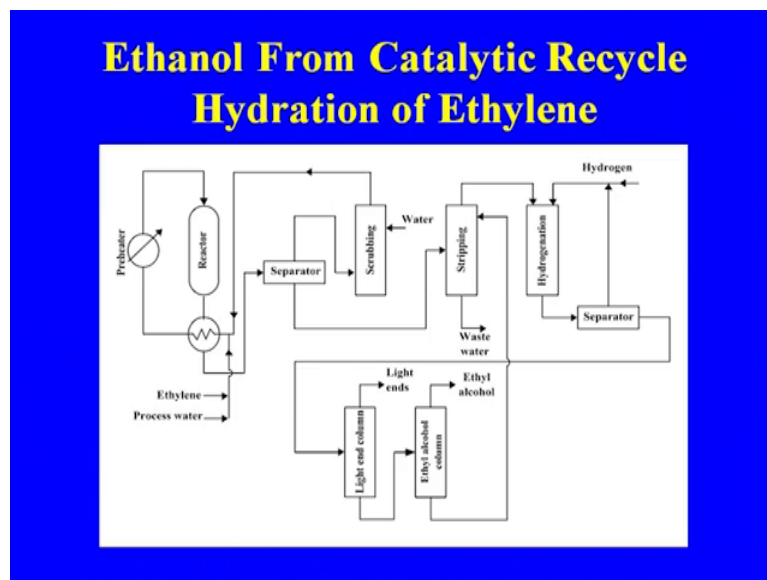 Ethanol From Catalytic Recycle
Hydration of Ethylene
Hydrogen
Preheater
Reactor
Separator
Scrubbing
Water
Stripping
Hydrogenation
Separator
Waste
water
Ethylene
Process water
Light
ends
Ethyl
alcohol
Light end column
Ethyl alcohol
column